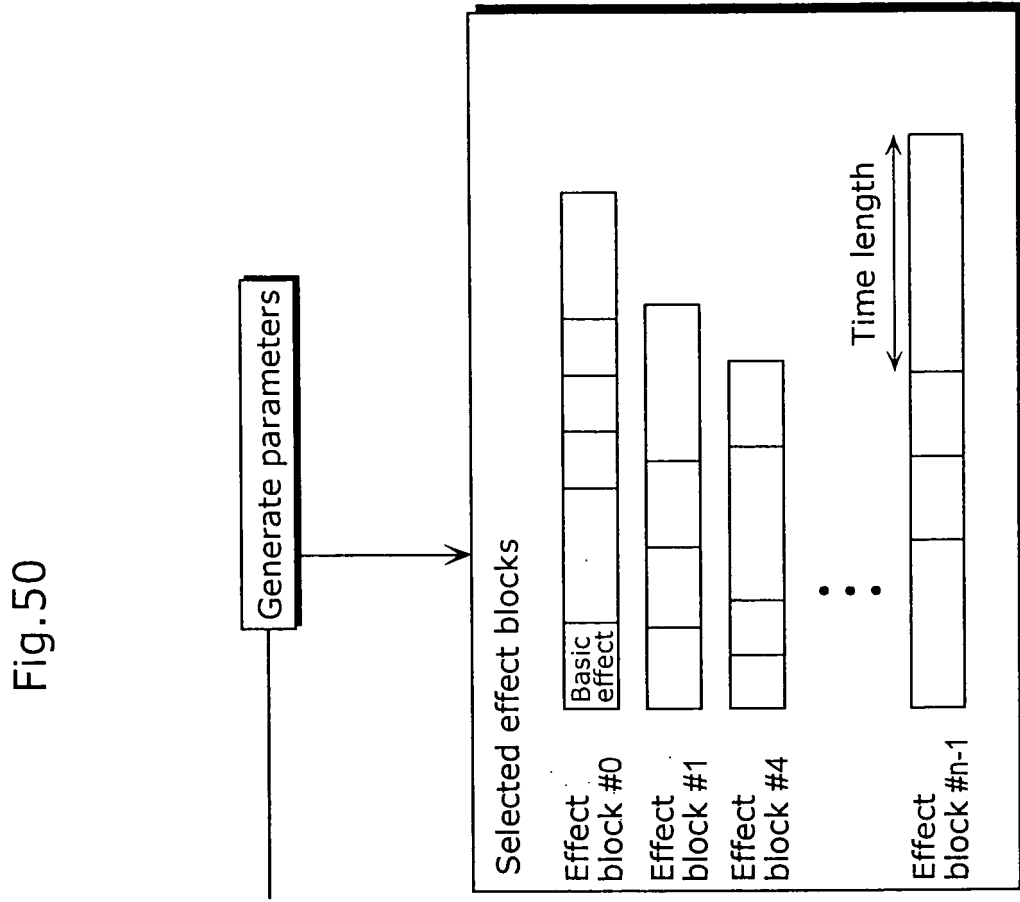 Fig.50
Generate parameters
Selected effect blocks
Effect
block #0
Basic
effect
Effect
block #1
Effect
block #4
Time length
Effect
block #n-1